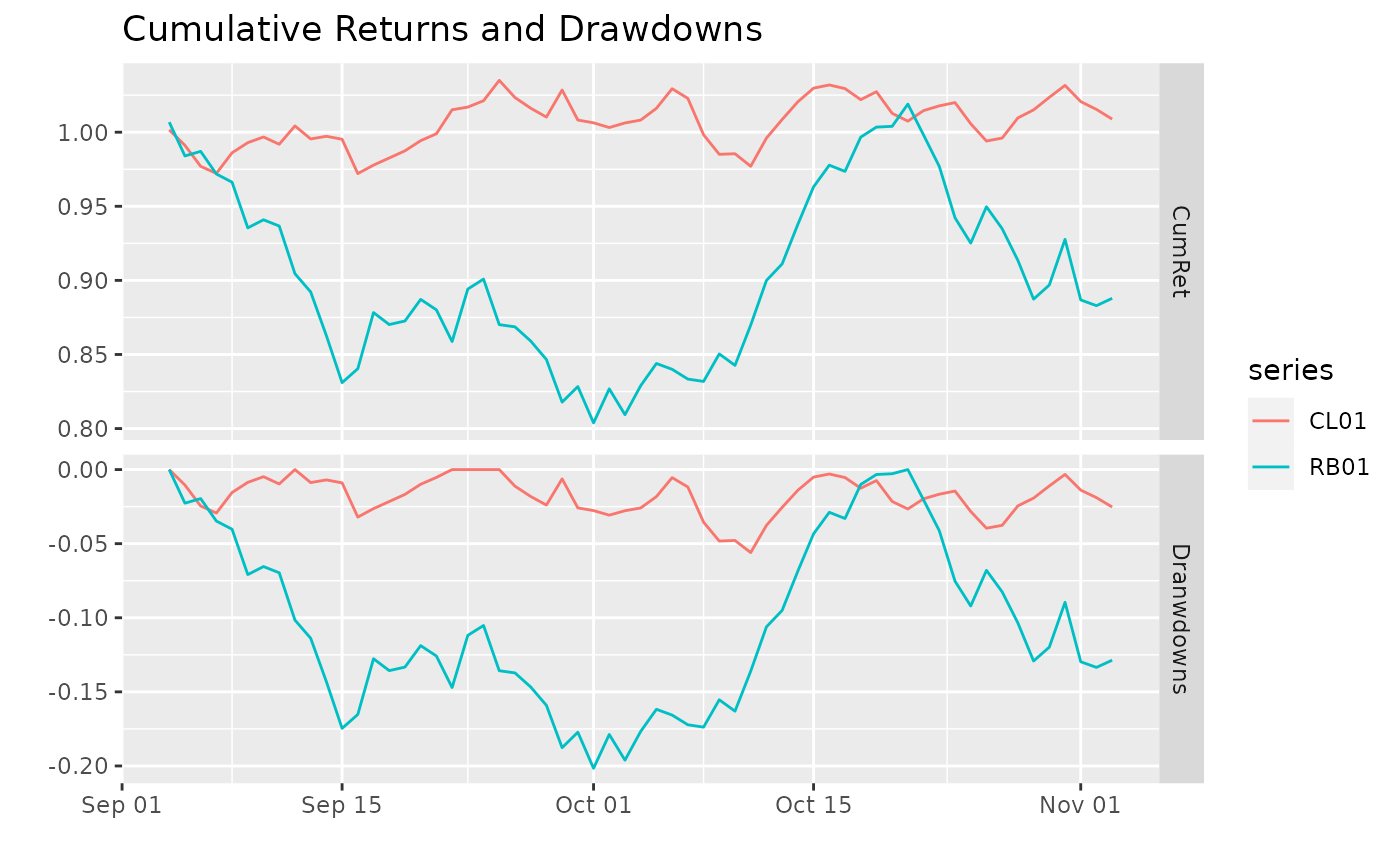 Cumulative Returns and Drawdowns
1.00
0.95
0.90
0.85
0.80
CumRet
0.00
-0.05
-0.10
-0.15
-0.20
Dranwdowns
Sep 01
Sep 15
Oct 01
Oct 15
Nov 01
series
CL01
RB01